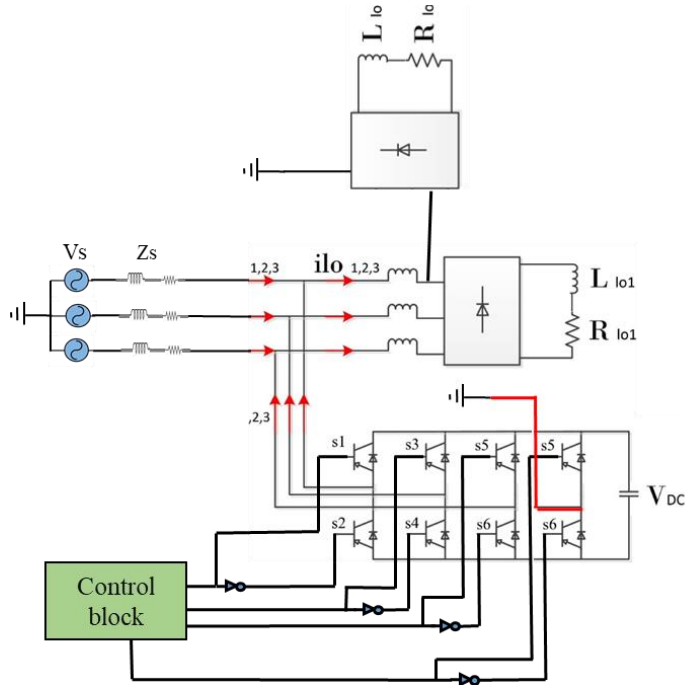 L lo
R lo
Vs
Zs
1,2,3
ilo
1,2,3
L lo1
R lo1
,2,3
s1
s3
s5
s5
VDC
s2
s4
s6
s6
Control
block